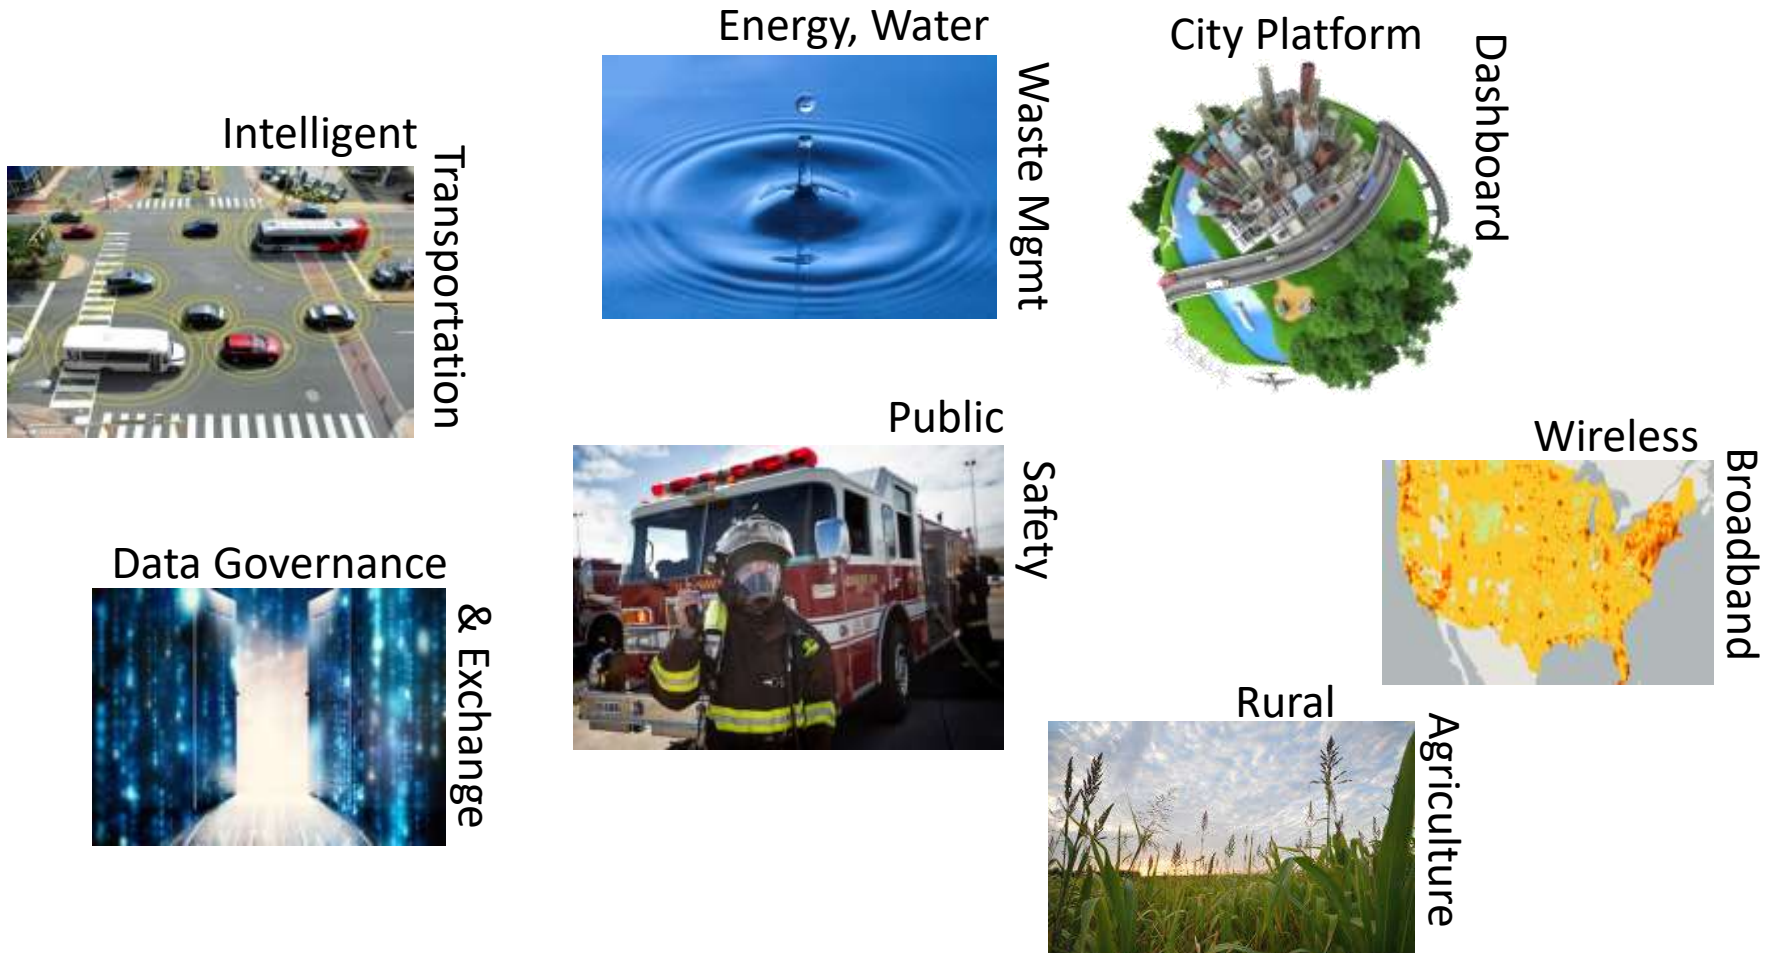 Energy, Water
Waste Mgmt
City Platform
Dashboard
Intelligent
Transportation
Public
Safety
Wireless
Broadband
Data Governance
& Exchange
Rural
Agriculture